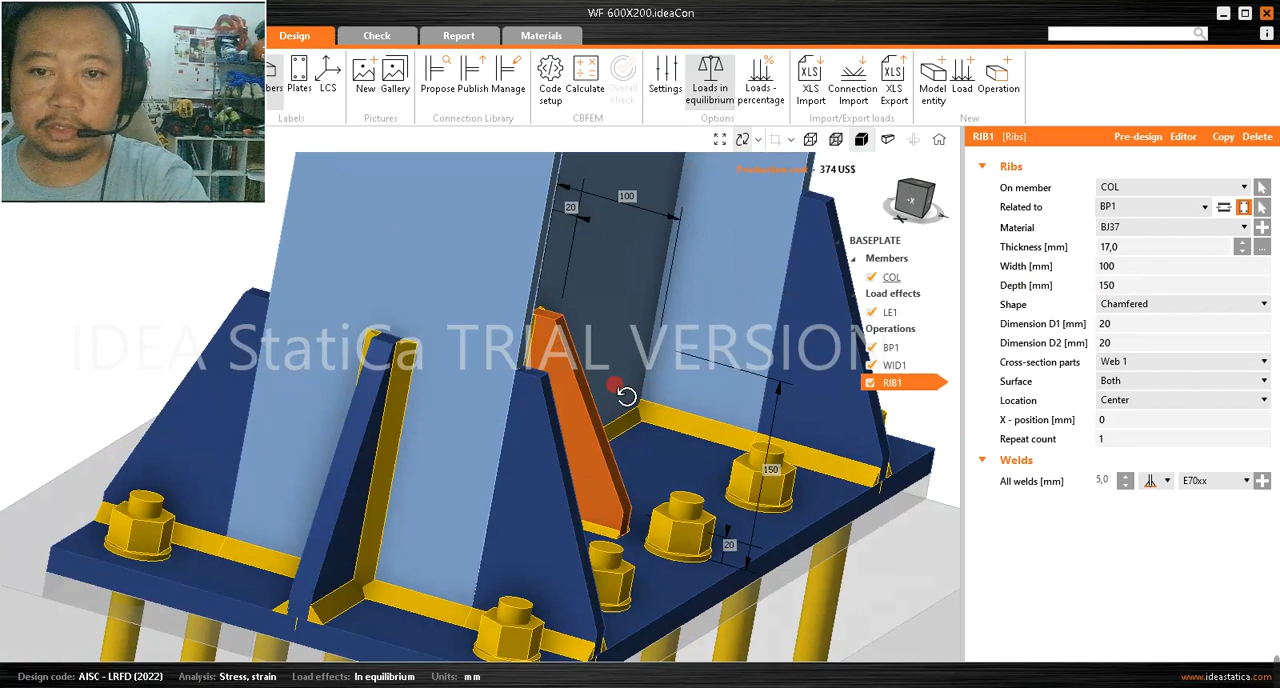 WF 600X200.ideaCon
Design
Check
Report
Materials
bers
Plates
LCS
New
Gallery
Propose
Publish
Manage
Code setup
Calculate
Overall check
Settings
Loads in equilibrium
Loads - percentage
XLS Import
Connection Import
XLS Export
Model entity
Load
Operation
Labels
Pictures
Connection Library
CBFEM
Options
Import/Export loads
New
RIB1 [Ribs]
Pre-design
Editor
Copy
Delete
- 374 US$
100
20
-X
BASEPLATE
Members
COL
Load effects
LE1
Operations
BP1
WID1
RIB1
150
20
IDEA StatiCa TRIAL VERSION
Ribs
On member COL
Related to BP1
Material BJ37
Thickness [mm] 17,0
Width [mm] 100
Depth [mm] 150
Shape Chamfered
Dimension D1 [mm] 20
Dimension D2 [mm] 20
Cross-section parts Web 1
Surface Both
Location Center
X - position [mm] 0
Repeat count 1
Welds
All welds [mm] 5,0 E70xx
Design code: AISC - LRFD (2022) Analysis: Stress, strain Load effects: In equilibrium Units: mm
www.ideastatica.com